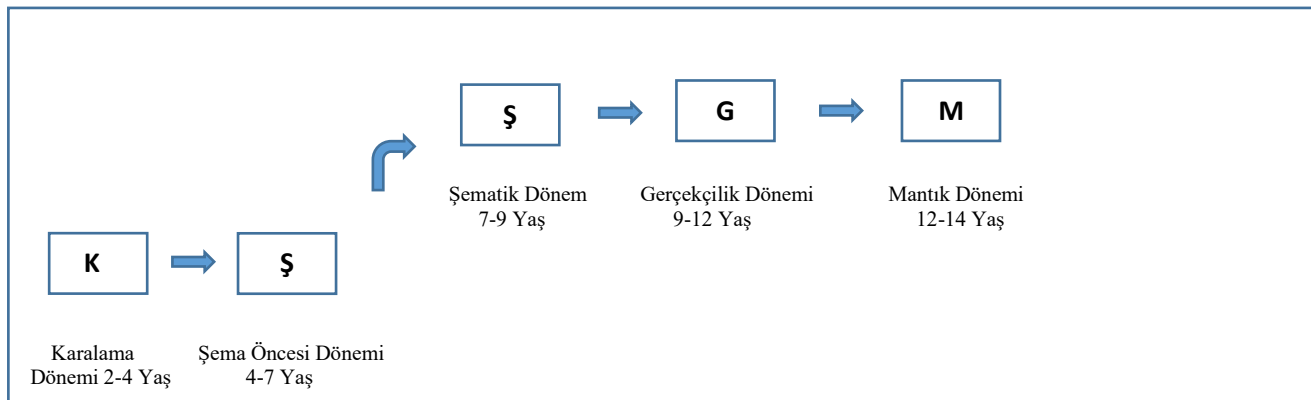 Ş
G
M
Şematik Dönem
7-9 Yaş
Gerçekçilik Dönemi
9-12 Yaş
Mantık Dönemi
12-14 Yaş
K
Ş
Karalama
Dönemi 2-4 Yaş
Şema Öncesi Dönemi
4-7 Yaş